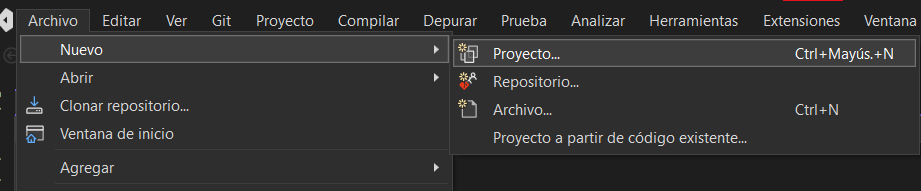 Archivo Editar Ver Git Proyecto Compilar Depurar Prueba Analizar Herramientas Extensiones Ventana
Nuevo
Abrir
Clonar repositorio...
Ventana de inicio
Agregar
Proyecto... Ctrl+Mayús.+N
Repositorio...
Archivo... Ctrl+N
Proyecto a partir de código existente...